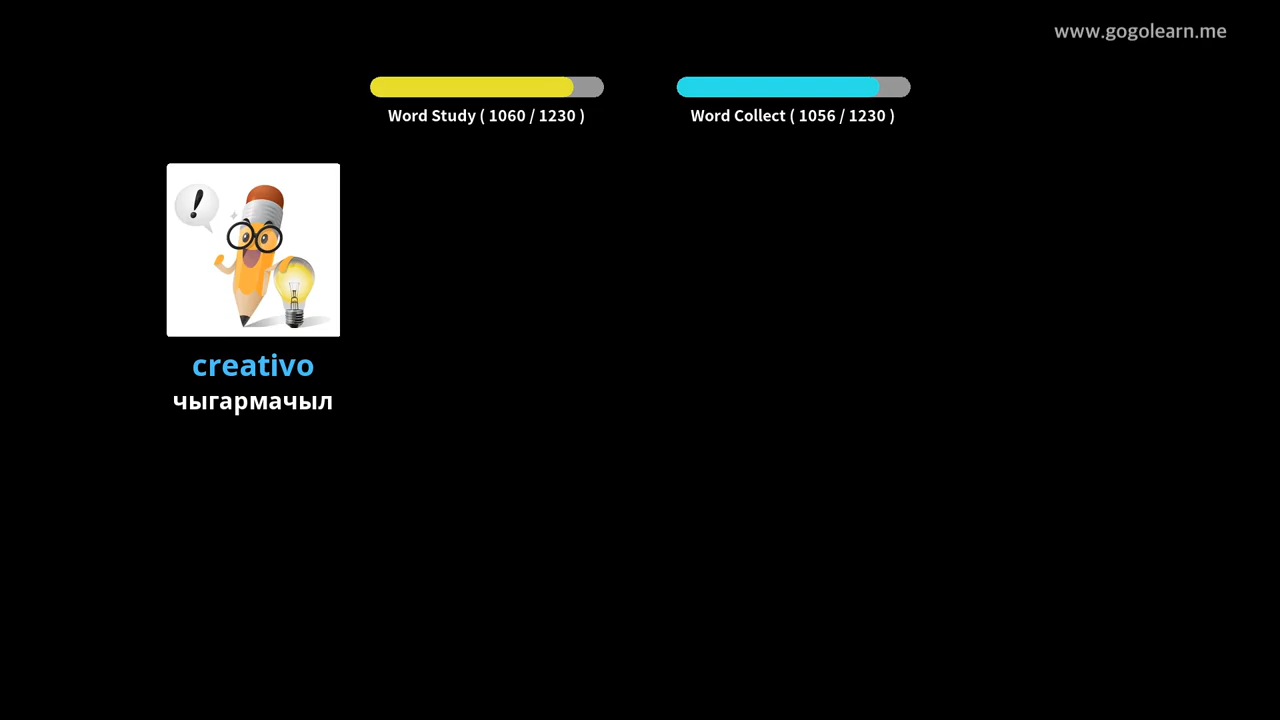 www.gogolearn.me
Word Study ( 1060 / 1230 )
Word Collect ( 1056 / 1230 )
!
creativo
чыгармачыл